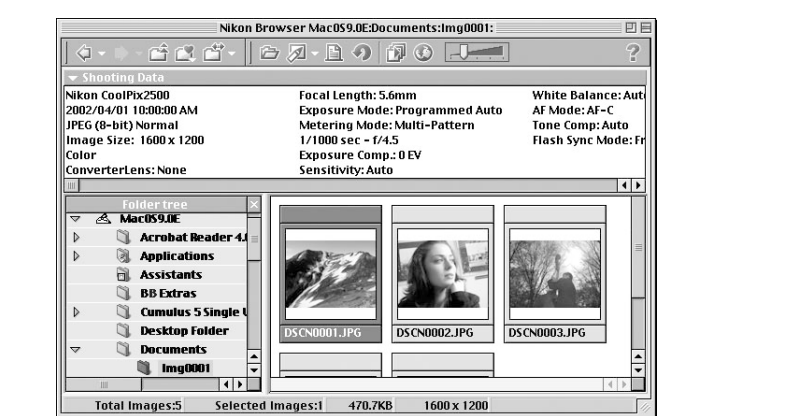 Nikon Browser Mac0S9.0E:Documents:Img0001:
?
Shooting Data
Nikon CoolPix2500
2002/04/01 10:00:00 AM
JPEG (8-bit) Normal
Image Size: 1600 x 1200
Color
ConverterLens: None
Focal Length: 5.6mm
Exposure Mode: Programmed Auto
Metering Mode: Multi-Pattern
1/1000 sec - f/4.5
Exposure Comp.: 0 EV
Sensitivity: Auto
White Balance: Aut
AF Mode: AF-C
Tone Comp: Auto
Flash Sync Mode: Fr
Folder tree
Mac0S9.0E
Acrobat Reader 4.
Applications
Assistants
BB Extras
Cumulus 5 Single
Desktop Folder
Documents
Img0001
DSCN0001.JPG
DSCN0002.JPG
DSCN0003.JPG
Total Images:5
Selected Images:1
470.7KB
1600 x 1200